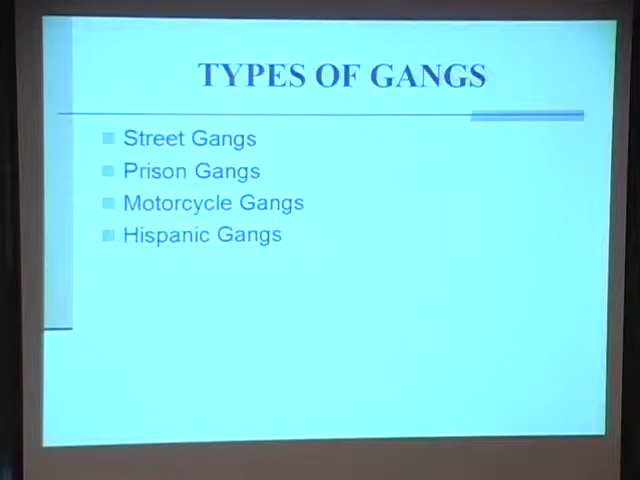 TYPES OF GANGS
Street Gangs
Prison Gangs
Motorcycle Gangs
Hispanic Gangs